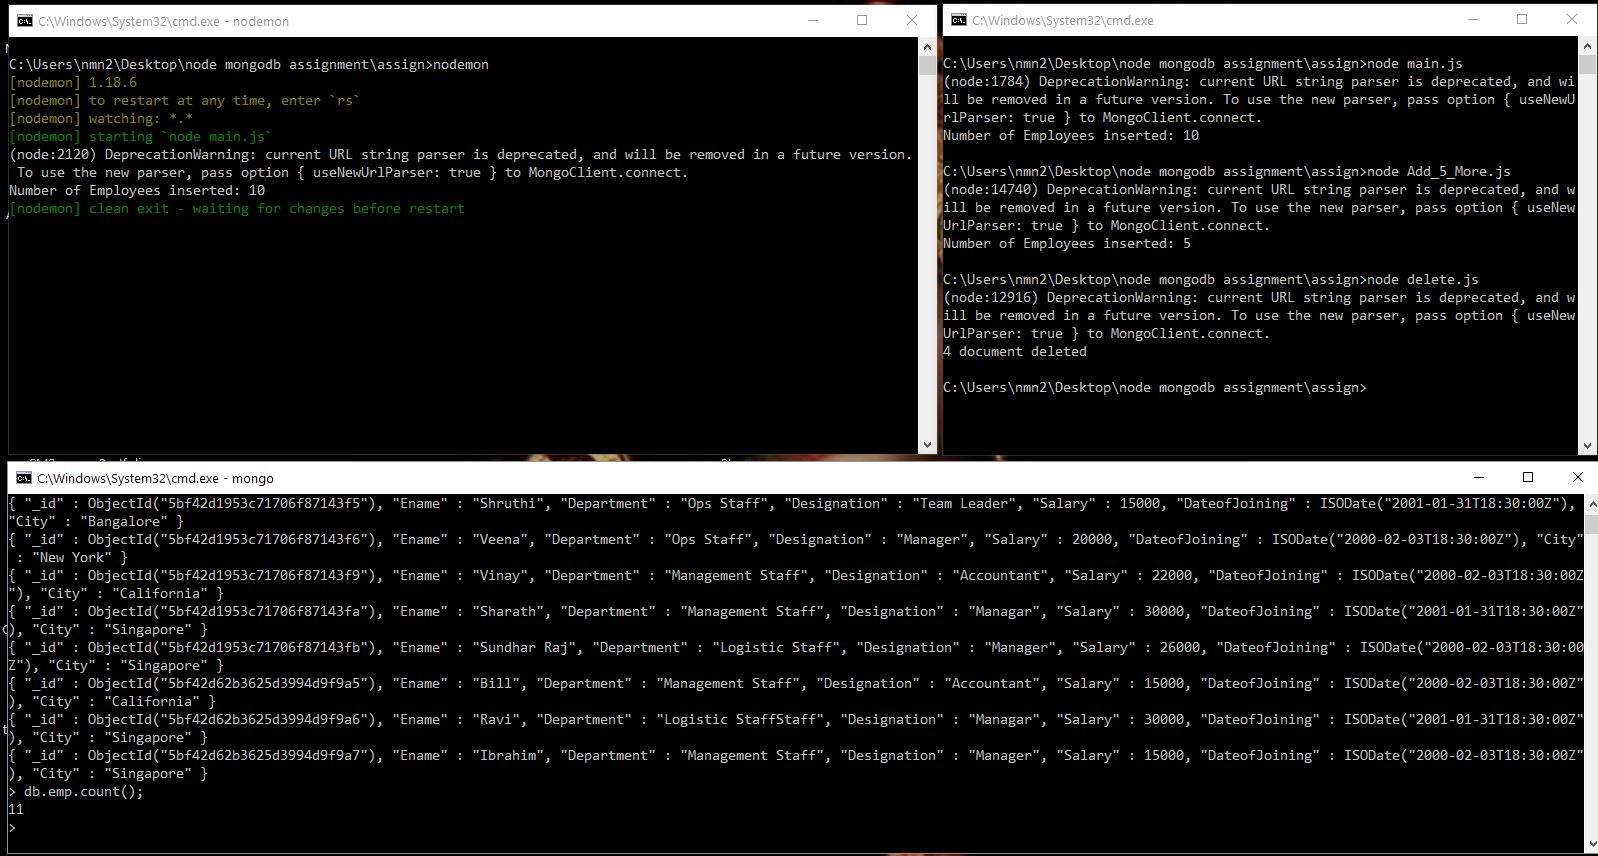 C:\Windows\System32\cmd.exe - nodemon
C:\Users\nmn2\Desktop\node mongodb assignment\assign>nodemon
[nodemon] 1.18.6
[nodemon] to restart at any time, enter `rs`
[nodemon] watching: *.*
[nodemon] starting `node main.js`
(node:2120) DeprecationWarning: current URL string parser is deprecated, and will be removed in a future version.
To use the new parser, pass option { useNewUrlParser: true } to MongoClient.connect.
Number of Employees inserted: 10
[nodemon] clean exit - waiting for changes before restart
C:\Windows\System32\cmd.exe
C:\Users\nmn2\Desktop\node mongodb assignment\assign>node main.js
(node:1784) DeprecationWarning: current URL string parser is deprecated, and wi
ll be removed in a future version. To use the new parser, pass option { useNewU
rlParser: true } to MongoClient.connect.
Number of Employees inserted: 10
C:\Users\nmn2\Desktop\node mongodb assignment\assign>node Add_5_More.js
(node:14740) DeprecationWarning: current URL string parser is deprecated, and w
ill be removed in a future version. To use the new parser, pass option { useNew
UrlParser: true } to MongoClient.connect.
Number of Employees inserted: 5
C:\Users\nmn2\Desktop\node mongodb assignment\assign>node delete.js
(node:12916) DeprecationWarning: current URL string parser is deprecated, and w
ill be removed in a future version. To use the new parser, pass option { useNew
UrlParser: true } to MongoClient.connect.
4 document deleted
C:\Users\nmn2\Desktop\node mongodb assignment\assign>
C:\Windows\System32\cmd.exe - mongo
{ "_id" : ObjectId("5bf42d1953c71706f87143f5"), "Ename" : "Shruthi", "Department" : "Ops Staff", "Designation" : "Team Leader", "Salary" : 15000, "DateofJoining" : ISODate("2001-01-31T18:30:00Z"),
"City" : "Bangalore" }
{ "_id" : ObjectId("5bf42d1953c71706f87143f6"), "Ename" : "Veena", "Department" : "Ops Staff", "Designation" : "Manager", "Salary" : 20000, "DateofJoining" : ISODate("2000-02-03T18:30:00Z"), "City"
: "New York" }
{ "_id" : ObjectId("5bf42d1953c71706f87143f9"), "Ename" : "Vinay", "Department" : "Management Staff", "Designation" : "Accountant", "Salary" : 22000, "DateofJoining" : ISODate("2000-02-03T18:30:00Z
"), "City" : "California" }
{ "_id" : ObjectId("5bf42d1953c71706f87143fa"), "Ename" : "Sharath", "Department" : "Management Staff", "Designation" : "Managar", "Salary" : 30000, "DateofJoining" : ISODate("2001-01-31T18:30:00Z"
), "City" : "Singapore" }
{ "_id" : ObjectId("5bf42d1953c71706f87143fb"), "Ename" : "Sundhar Raj", "Department" : "Logistic Staff", "Designation" : "Manager", "Salary" : 26000, "DateofJoining" : ISODate("2000-02-03T18:30:00
Z"), "City" : "Singapore" }
{ "_id" : ObjectId("5bf42d62b3625d3994d9f9a5"), "Ename" : "Bill", "Department" : "Management Staff", "Designation" : "Accountant", "Salary" : 15000, "DateofJoining" : ISODate("2000-02-03T18:30:00Z"
), "City" : "California" }
{ "_id" : ObjectId("5bf42d62b3625d3994d9f9a6"), "Ename" : "Ravi", "Department" : "Logistic StaffStaff", "Designation" : "Managar", "Salary" : 30000, "DateofJoining" : ISODate("2001-01-31T18:30:00Z"
), "City" : "Singapore" }
{ "_id" : ObjectId("5bf42d62b3625d3994d9f9a7"), "Ename" : "Ibrahim", "Department" : "Management Staff", "Designation" : "Manager", "Salary" : 15000, "DateofJoining" : ISODate("2000-02-03T18:30:00Z"
), "City" : "Singapore" }
> db.emp.count();
11
>